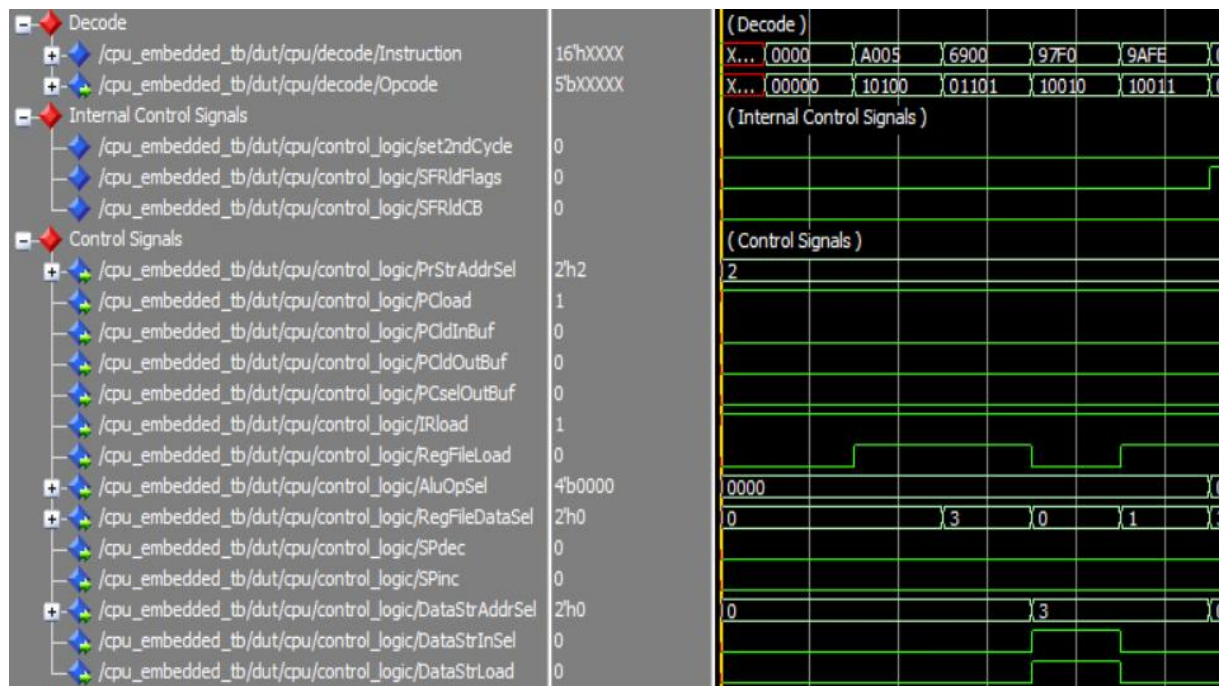 Decode (Decode)
/cpu_embedded_tb/dut/cpu/decode/Instruction 16'hXXXX X... 0000 A005 6900 97F0 9AFE
/cpu_embedded_tb/dut/cpu/decode/Opcode 5'bXXXXX X... 00000 10100 01101 10010 10011
Internal Control Signals (Internal Control Signals)
/cpu_embedded_tb/dut/cpu/control_logic/set2ndCycle 0
/cpu_embedded_tb/dut/cpu/control_logic/SFRldFlags 0
/cpu_embedded_tb/dut/cpu/control_logic/SFRldCB 0
Control Signals (Control Signals)
/cpu_embedded_tb/dut/cpu/control_logic/PrStrAddrSel 2'h2 2
/cpu_embedded_tb/dut/cpu/control_logic/PCload 1
/cpu_embedded_tb/dut/cpu/control_logic/PCldInBuf 0
/cpu_embedded_tb/dut/cpu/control_logic/PCldOutBuf 0
/cpu_embedded_tb/dut/cpu/control_logic/PCselOutBuf 0
/cpu_embedded_tb/dut/cpu/control_logic/IRload 1
/cpu_embedded_tb/dut/cpu/control_logic/RegFileLoad 0
/cpu_embedded_tb/dut/cpu/control_logic/AluOpSel 4'b0000 0000
/cpu_embedded_tb/dut/cpu/control_logic/RegFileDataSel 2'h0 0 3 0 1
/cpu_embedded_tb/dut/cpu/control_logic/SPdec 0
/cpu_embedded_tb/dut/cpu/control_logic/SPinc 0
/cpu_embedded_tb/dut/cpu/control_logic/DataStrAddrSel 2'h0 0 3
/cpu_embedded_tb/dut/cpu/control_logic/DataStrInSel 0
/cpu_embedded_tb/dut/cpu/control_logic/DataStrLoad 0